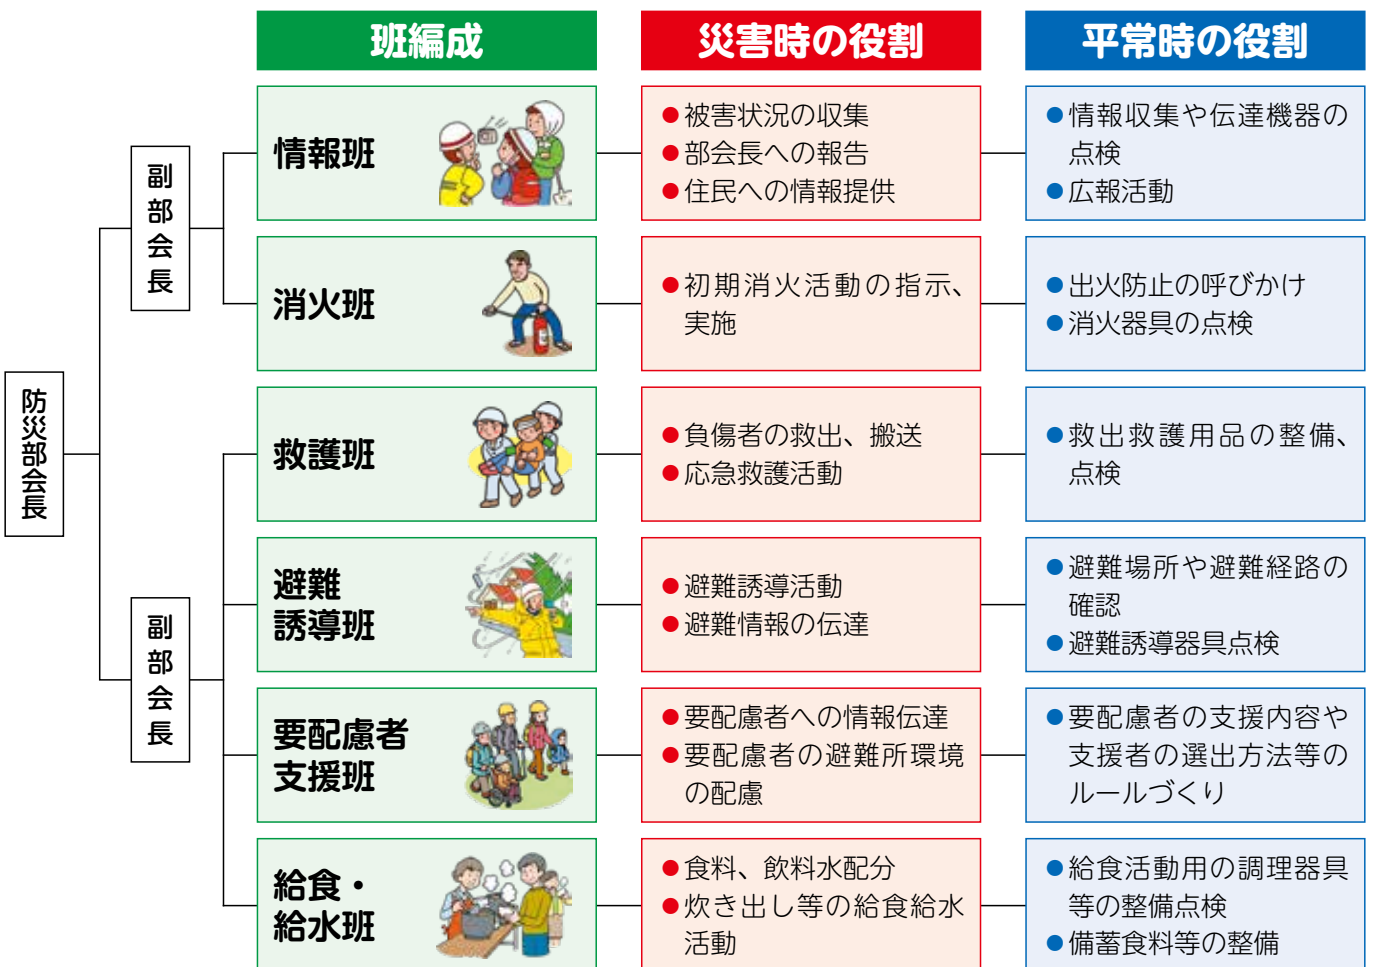 班編成
災害時の役割
平常時の役割
防災部会長
副部会長
情報班
●被害状況の収集
●部会長への報告
●住民への情報提供
●情報収集や伝達機器の
点検
●広報活動
消火班
●初期消火活動の指示、
実施
●出火防止の呼びかけ
●消火器具の点検
副部会長
救護班
●負傷者の救出、搬送
●応急救護活動
●救出救護用品の整備、
点検
避難
誘導班
●避難誘導活動
●避難情報の伝達
●避難場所や避難経路の
確認
●避難誘導器具点検
要配慮者
支援班
●要配慮者への情報伝達
●要配慮者の避難所環境
の配慮
●要配慮者の支援内容や
支援者の選出方法等の
ルールづくり
給食・
給水班
●食料、飲料水配分
●炊き出し等の給食給水
活動
●給食活動用の調理器具
等の整備点検
●備蓄食料等の整備